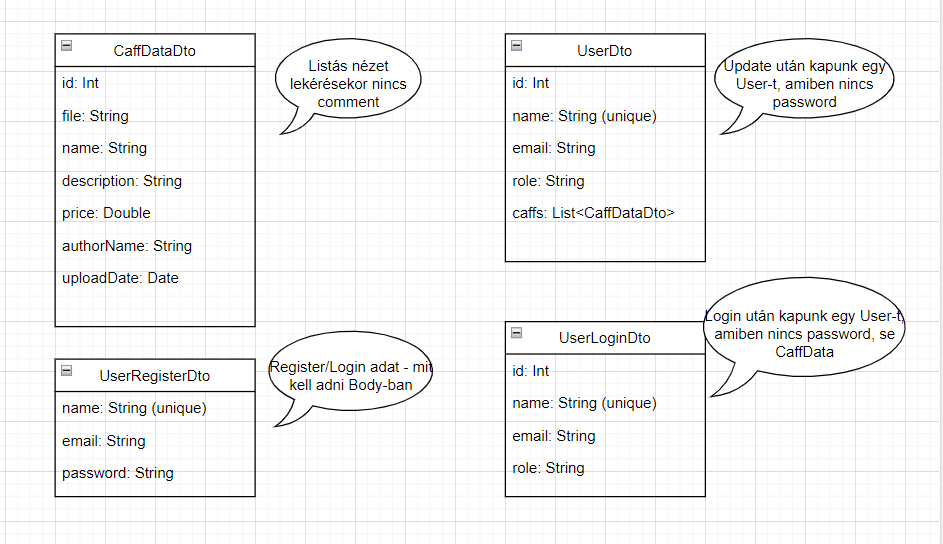 CaffDataDto
id: Int
file: String
name: String
description: String
price: Double
authorName: String
uploadDate: Date
Listás nézet
lekérésekor nincs
comment
UserDto
id: Int
name: String (unique)
email: String
role: String
caffs: List<CaffDataDto>
Update után kapunk egy
User-t, amiben nincs
password
UserRegisterDto
name: String (unique)
email: String
password: String
Register/Login adat - mit
kell adni Body-ban
UserLoginDto
id: Int
name: String (unique)
email: String
role: String
Login után kapunk egy User-t,
amiben nincs password, se
CaffData